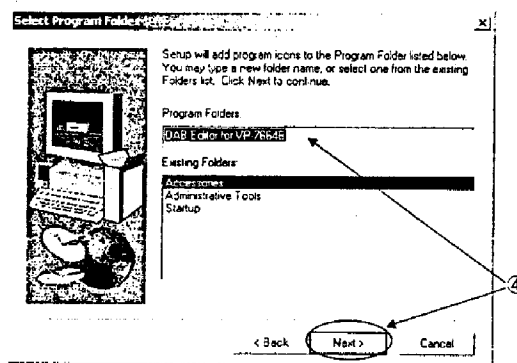 Select Program Folder
Setup will add program icons to the Program Folder listed below.
You may type a new folder name, or select one from the existing
Folders list. Click Next to continue.
Program Folders:
DAB Editor for VP-7664B
Existing Folders:
Accessories
Administrative Tools
Startup
< Back
Next >
Cancel